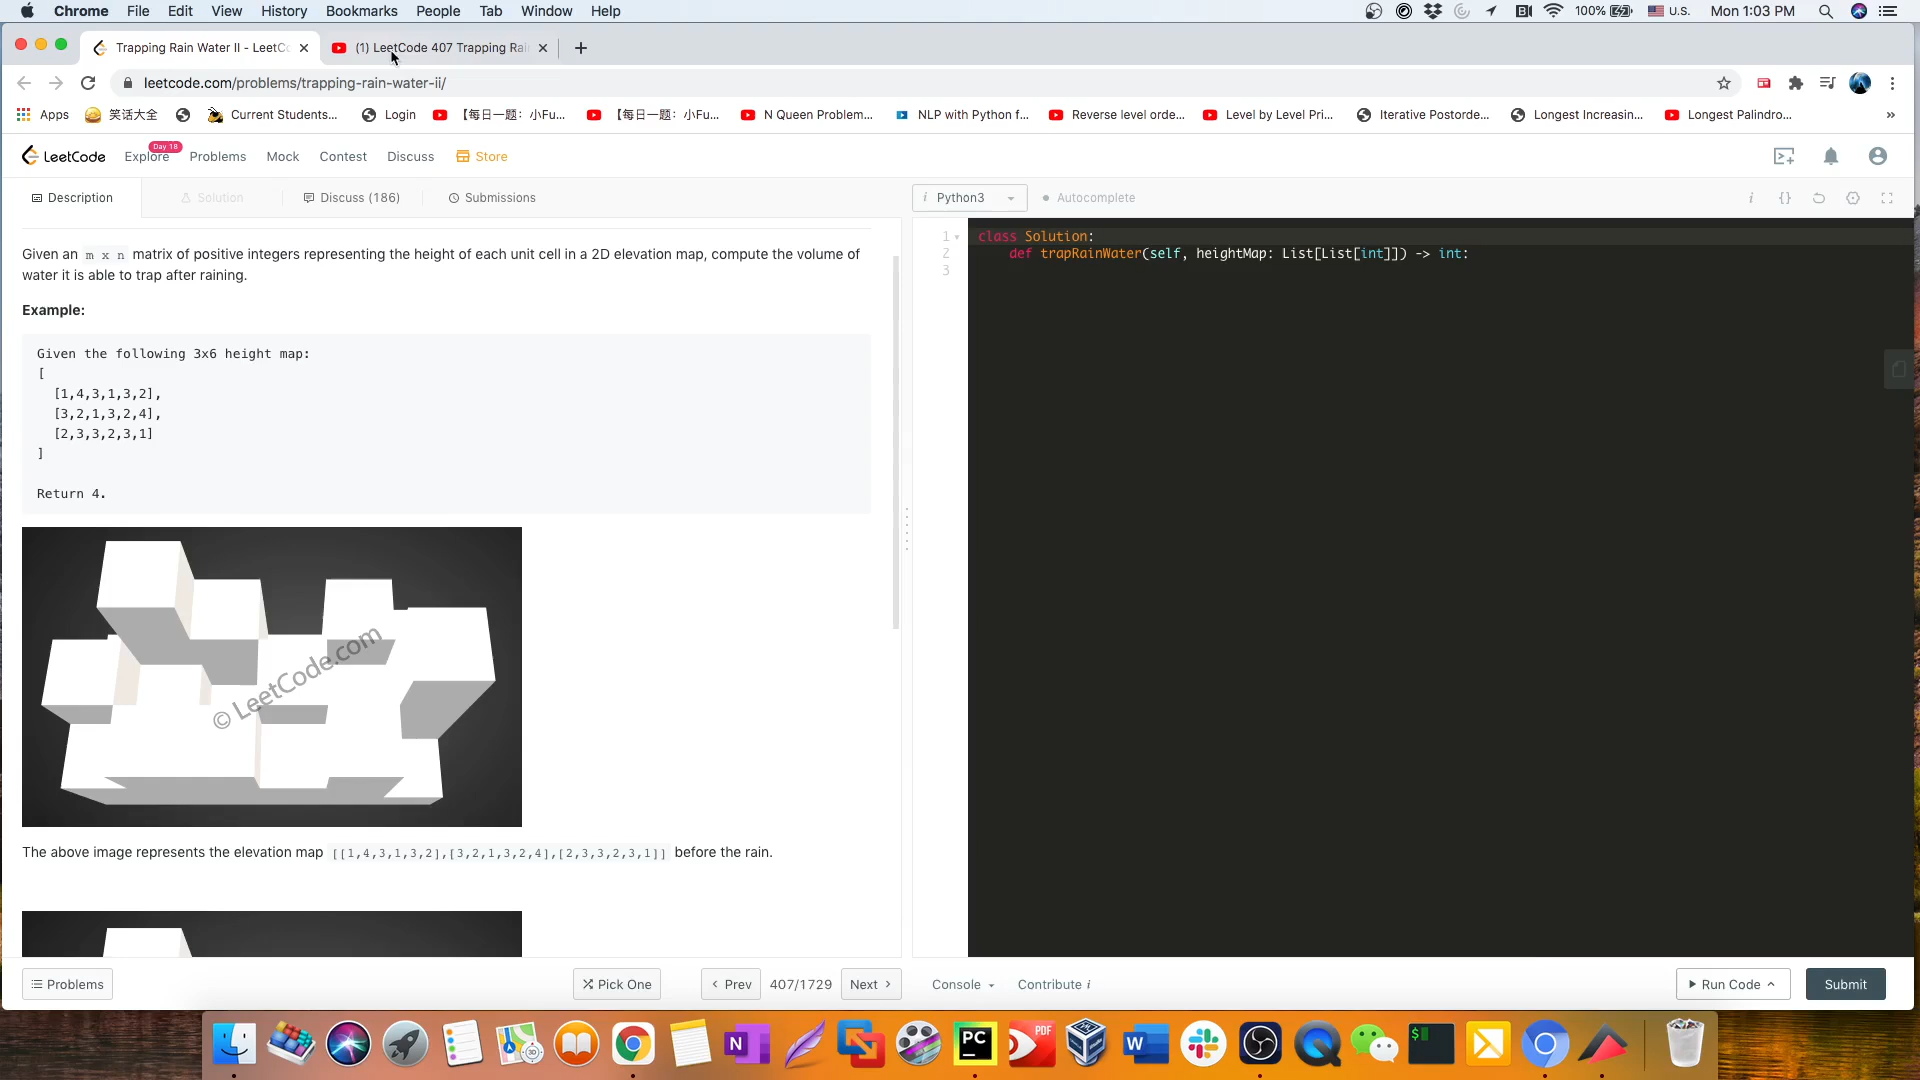 Chrome File Edit View History Bookmarks People Tab Window Help 100% U.S. Mon 1:03 PM
Trapping Rain Water II - LeetCo (1) LeetCode 407 Trapping Rai
leetcode.com/problems/trapping-rain-water-ii/
Apps 笑话大全 Current Students... Login 【每日一题：小Fu... 【每日一题：小Fu... N Queen Problem... NLP with Python f... Reverse level orde... Level by Level Pri... Iterative Postorde... Longest Increasin... Longest Palindro... »
LeetCode Explore Day 18 Problems Mock Contest Discuss Store
Description Solution Discuss (186) Submissions i Python3 Autocomplete i {}
Given an m x n matrix of positive integers representing the height of each unit cell in a 2D elevation map, compute the volume of
water it is able to trap after raining.
Example:
Given the following 3x6 height map:
[
[1,4,3,1,3,2],
[3,2,1,3,2,4],
[2,3,3,2,3,1]
]
Return 4.
© LeetCode.com
The above image represents the elevation map [[1,4,3,1,3,2],[3,2,1,3,2,4],[2,3,3,2,3,1]] before the rain.
1 class Solution:
2 def trapRainWater(self, heightMap: List[List[int]]) -> int:
3
Problems Pick One < Prev 407/1729 Next > Console Contribute i Run Code Submit
3D N PC PDF W $